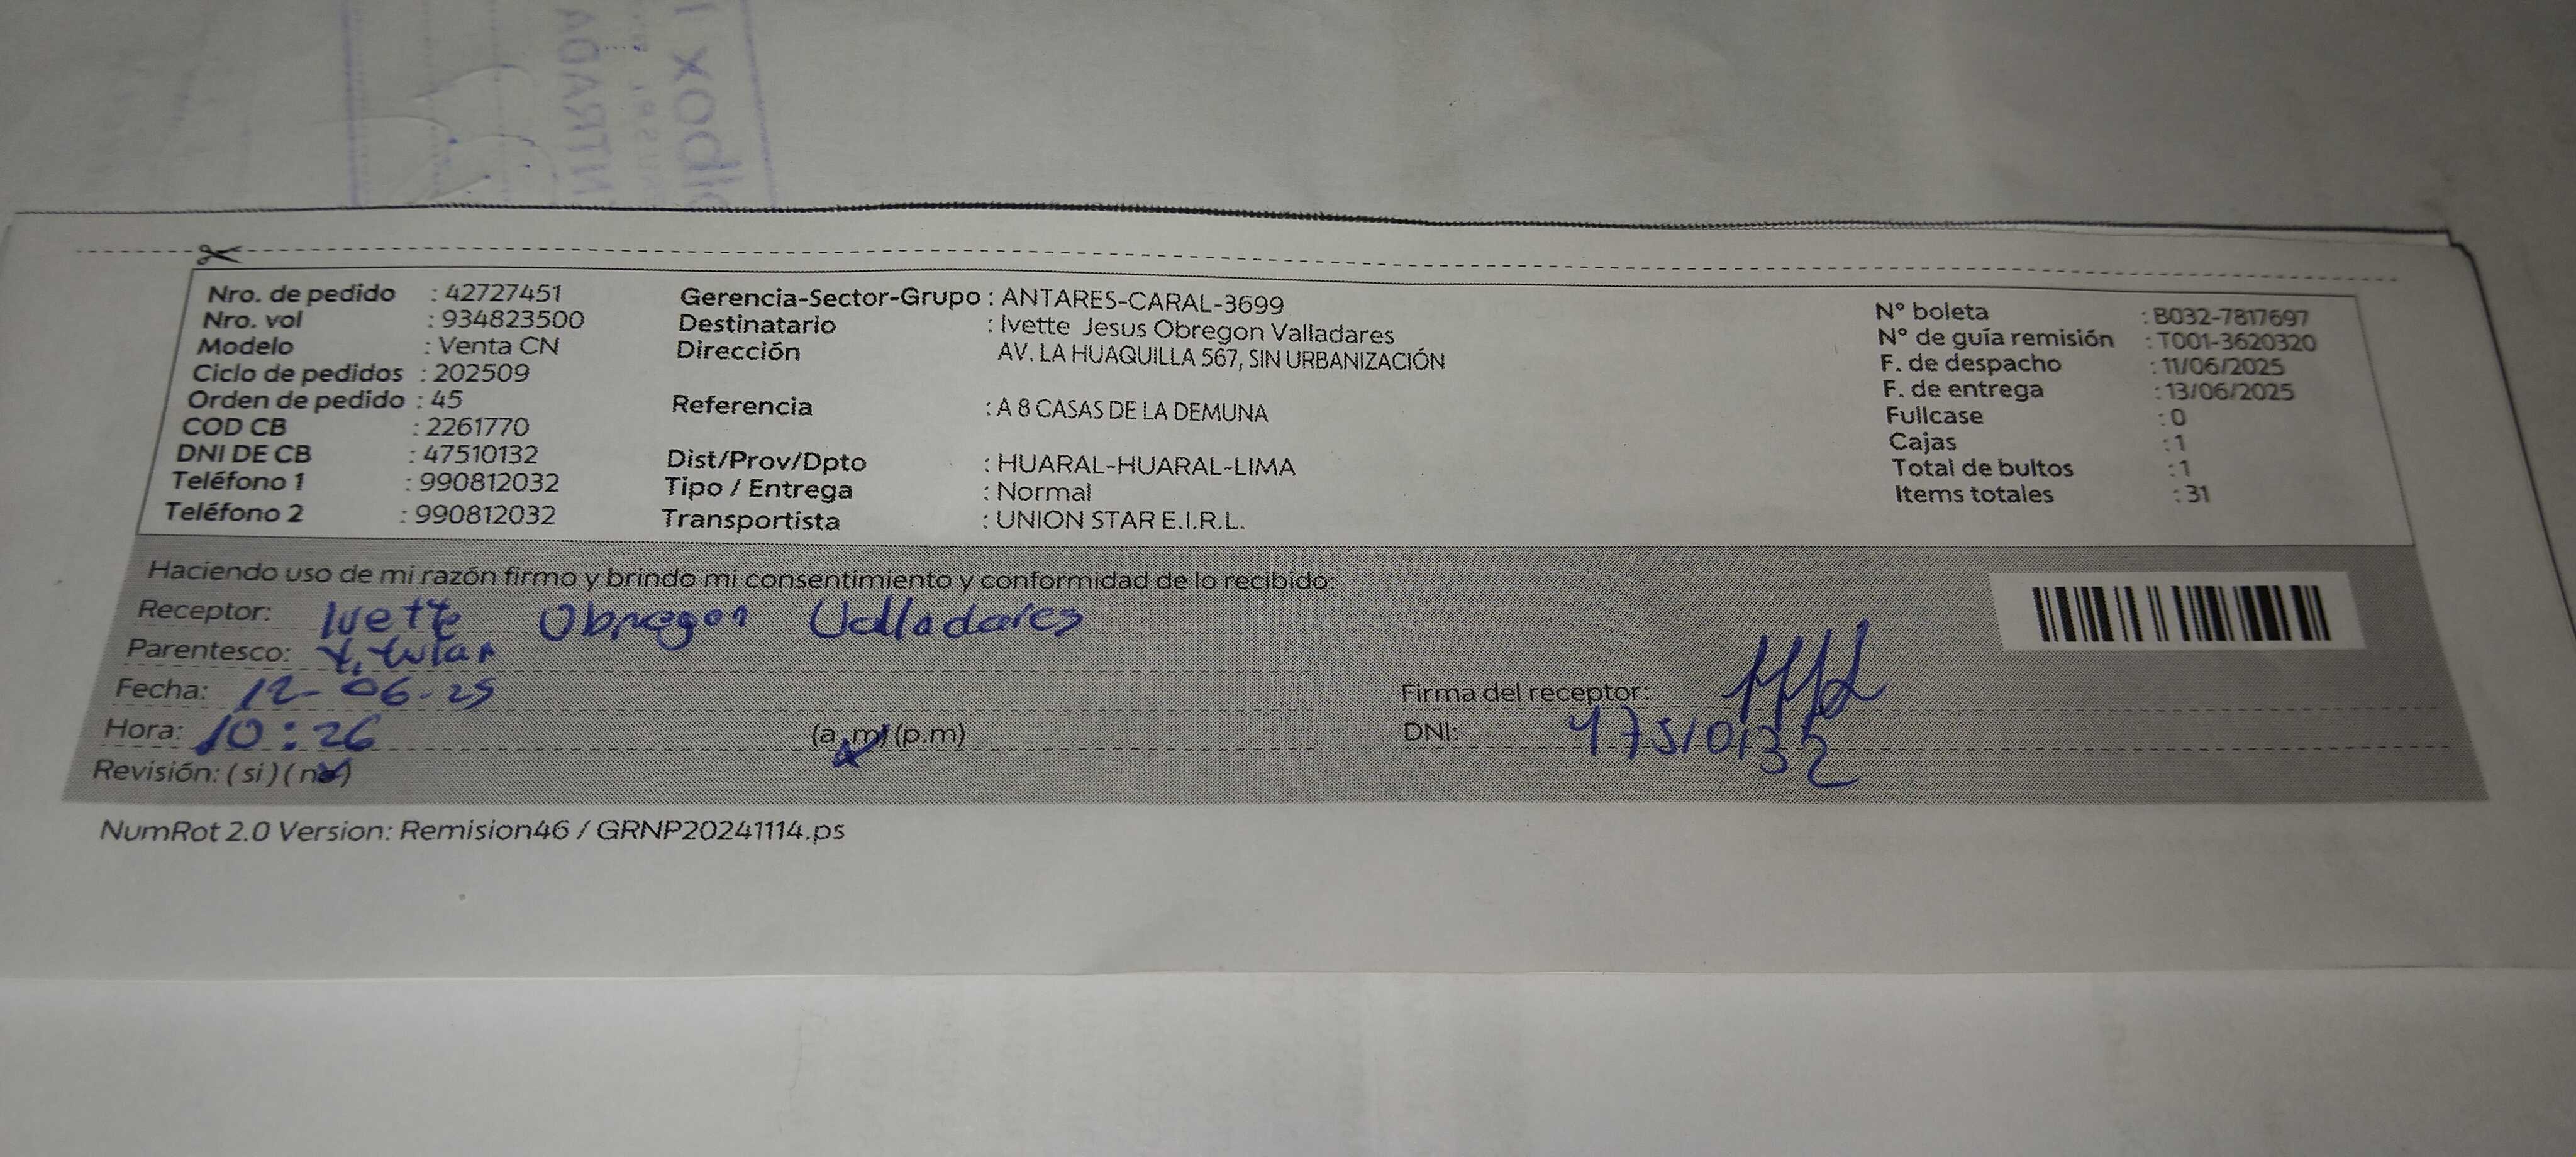 Nro. de pedido : 42727451
Nro. vol : 934823500
Modelo : Venta CN
Ciclo de pedidos : 202509
Orden de pedido : 45
COD CB : 2261770
DNI DE CB : 47510132
Teléfono 1 : 990812032
Teléfono 2 : 990812032
Gerencia-Sector-Grupo : ANTARES-CARAL-3699
Destinatario : Ivette Jesus Obregon Valladares
Dirección AV. LA HUAQUILLA 567, SIN URBANIZACIÓN
Referencia : A 8 CASAS DE LA DEMUNA
Dist/Prov/Dpto : HUARAL-HUARAL-LIMA
Tipo / Entrega : Normal
Transportista : UNION STAR E.I.R.L.
N° boleta : B032-7817697
N° de guía remisión : T001-3620320
F. de despacho : 11/06/2025
F. de entrega : 13/06/2025
Fullcase : 0
Cajas : 1
Total de bultos : 1
Items totales : 31
Haciendo uso de mi razón firmo y brindo mi consentimiento y conformidad de lo recibido:
Receptor: Ivette Obregon Valladares
Parentesco: titular
Fecha: 12-06-25
Hora: 10:26 (a.m) (p.m)
Revisión: (si) (no)
Firma del receptor:
DNI: 47510132
NumRot 2.0 Version: Remision46 / GRNP20241114.ps